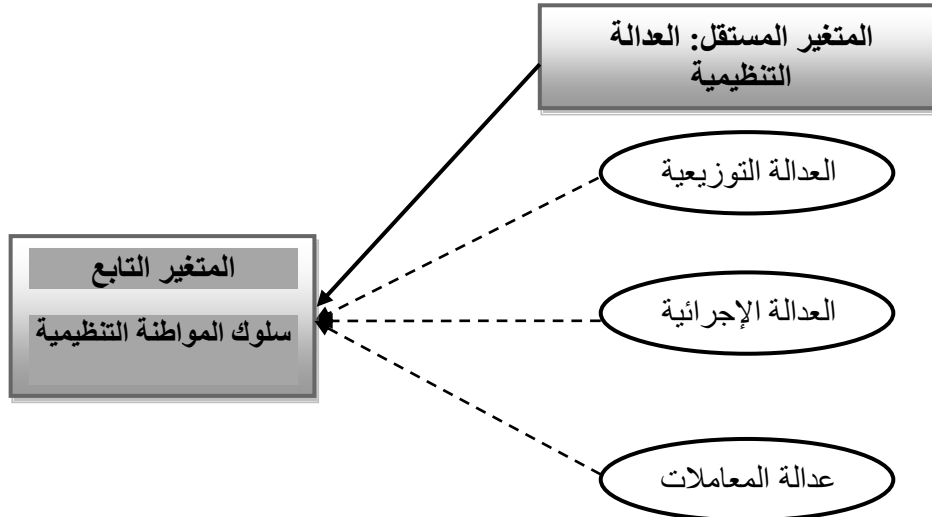 المتغير المستقل: العدالة
التنظيمية
العدالة التوزيعية
المتغير التابع
سلوك المواطنة التنظيمية
العدالة الإجرائية
عدالة المعاملات